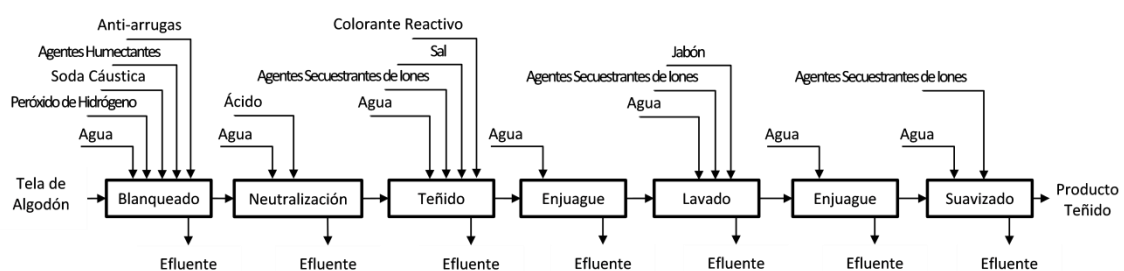 Anti-arrugas
Colorante Reactivo
Agentes Humectantes
Sal
Jabón
Soda Cáustica
Agentes Secuestrantes de Iones
Agentes Secuestrantes de Iones
Agentes Secuestrantes de Iones
Peróxido de Hidrógeno
Ácido
Agua
Agua
Agua
Agua
Agua
Agua
Agua
Tela de
Algodón
Blanqueado
Neutralización
Teñido
Enjuague
Lavado
Enjuague
Suavizado
Producto
Teñido
Efluente
Efluente
Efluente
Efluente
Efluente
Efluente
Efluente